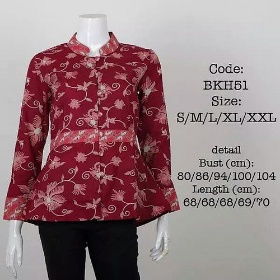 Code:
BKH51
Size:
S/M/L/XL/XXL
detail
Bust (cm):
80/86/94/100/104
Length (cm):
68/68/68/69/70